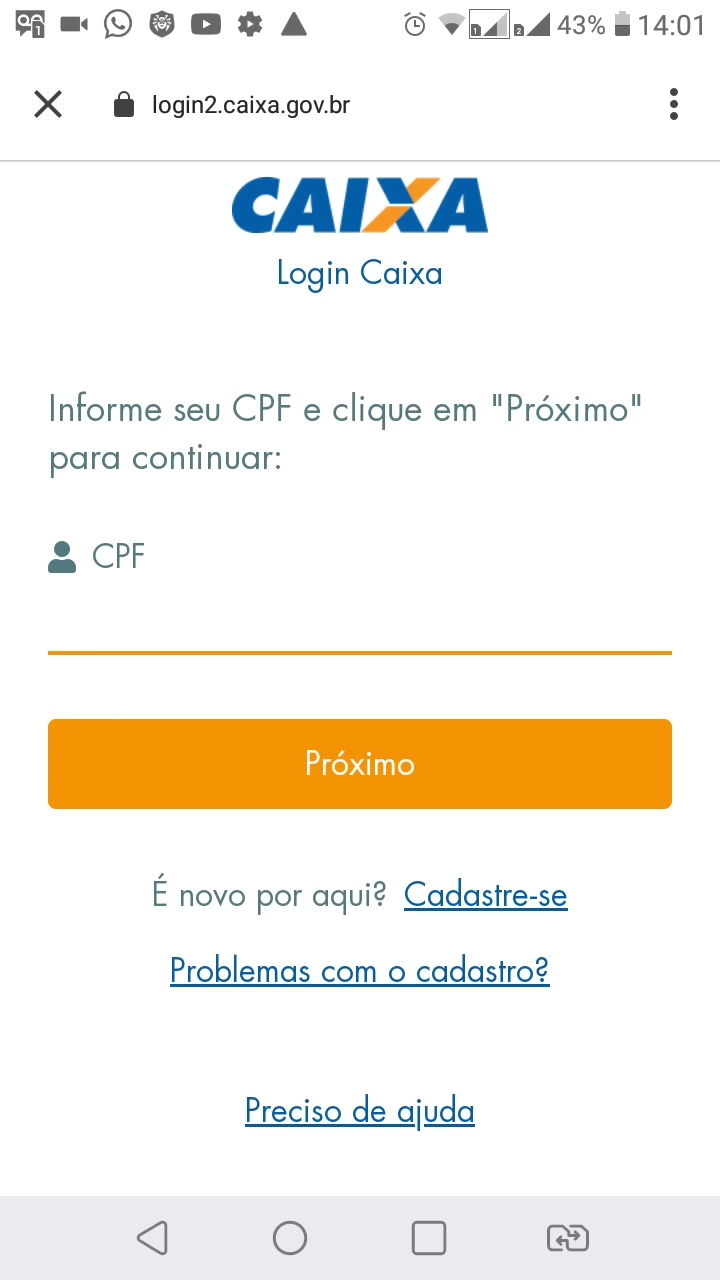 43% 14:01
login2.caixa.gov.br
CAIXA
Login Caixa
Informe seu CPF e clique em "Próximo"
para continuar:
CPF
Próximo
É novo por aqui? Cadastre-se
Problemas com o cadastro?
Preciso de ajuda